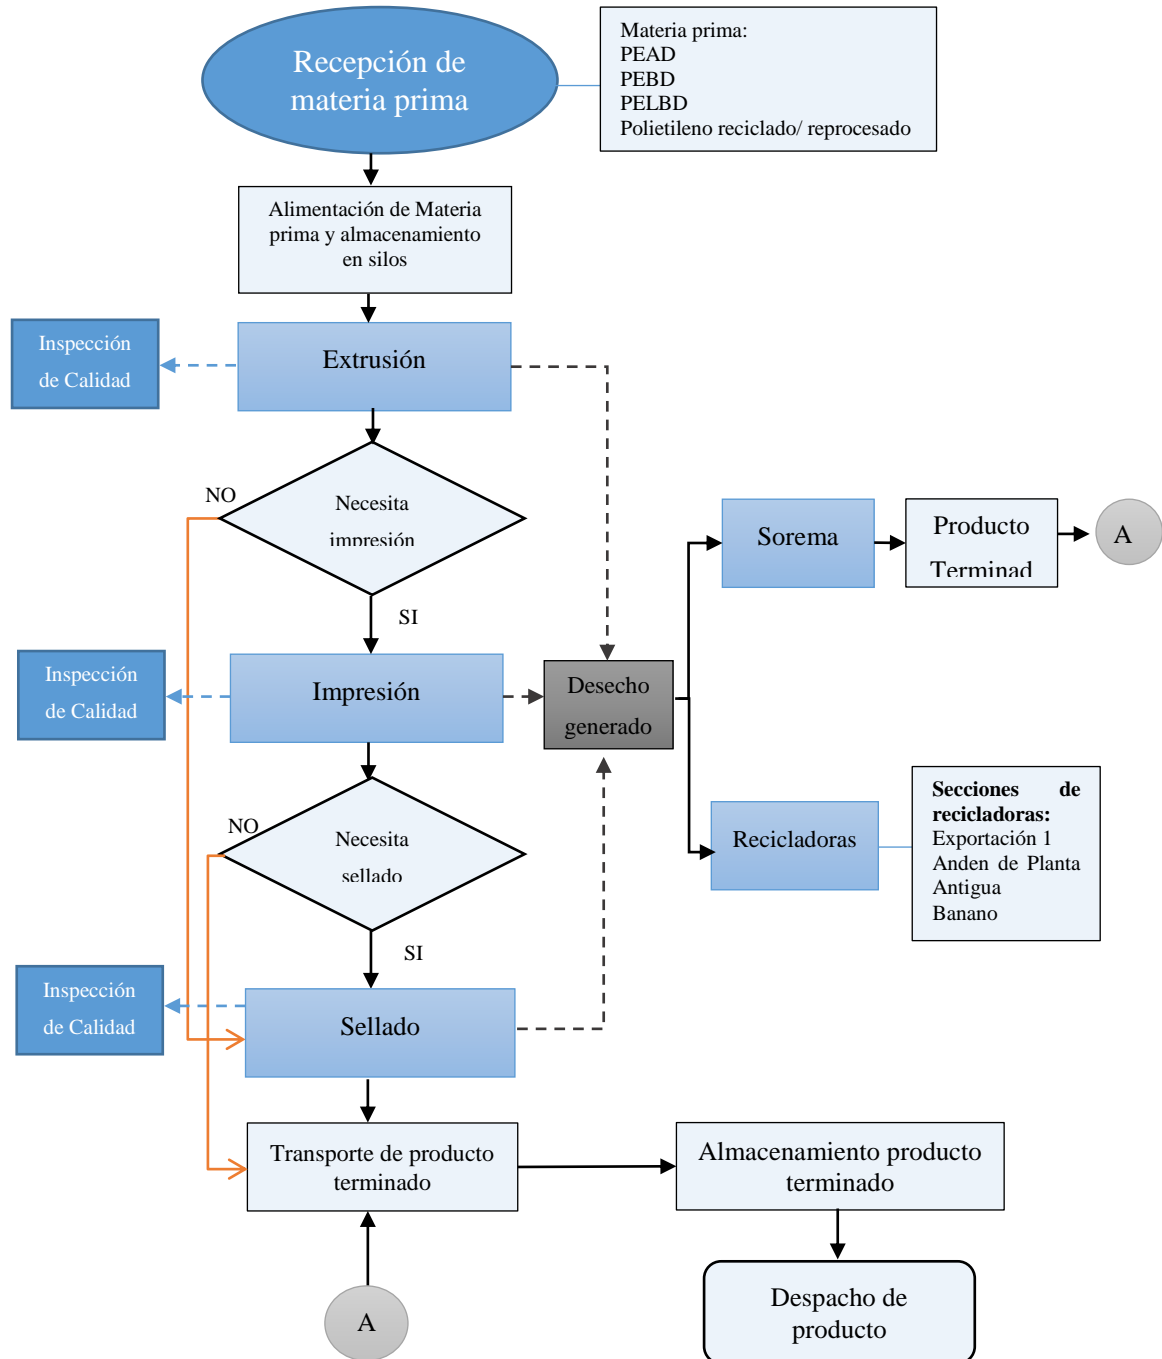 Recepción de
materia prima
Materia prima:
PEAD
PEBD
PELBD
Polietileno reciclado/ reprocesado
Alimentación de Materia
prima y almacenamiento
en silos
Inspección
de Calidad
Extrusión
NO
Necesita
impresión
SI
Sorema
Producto
Terminad
A
Inspección
de Calidad
Impresión
Desecho
generado
NO
Necesita
sellado
SI
Recicladoras
Secciones de
recicladoras:
Exportación 1
Anden de Planta
Antigua
Banano
Inspección
de Calidad
Sellado
Transporte de producto
terminado
Almacenamiento producto
terminado
A
Despacho de
producto